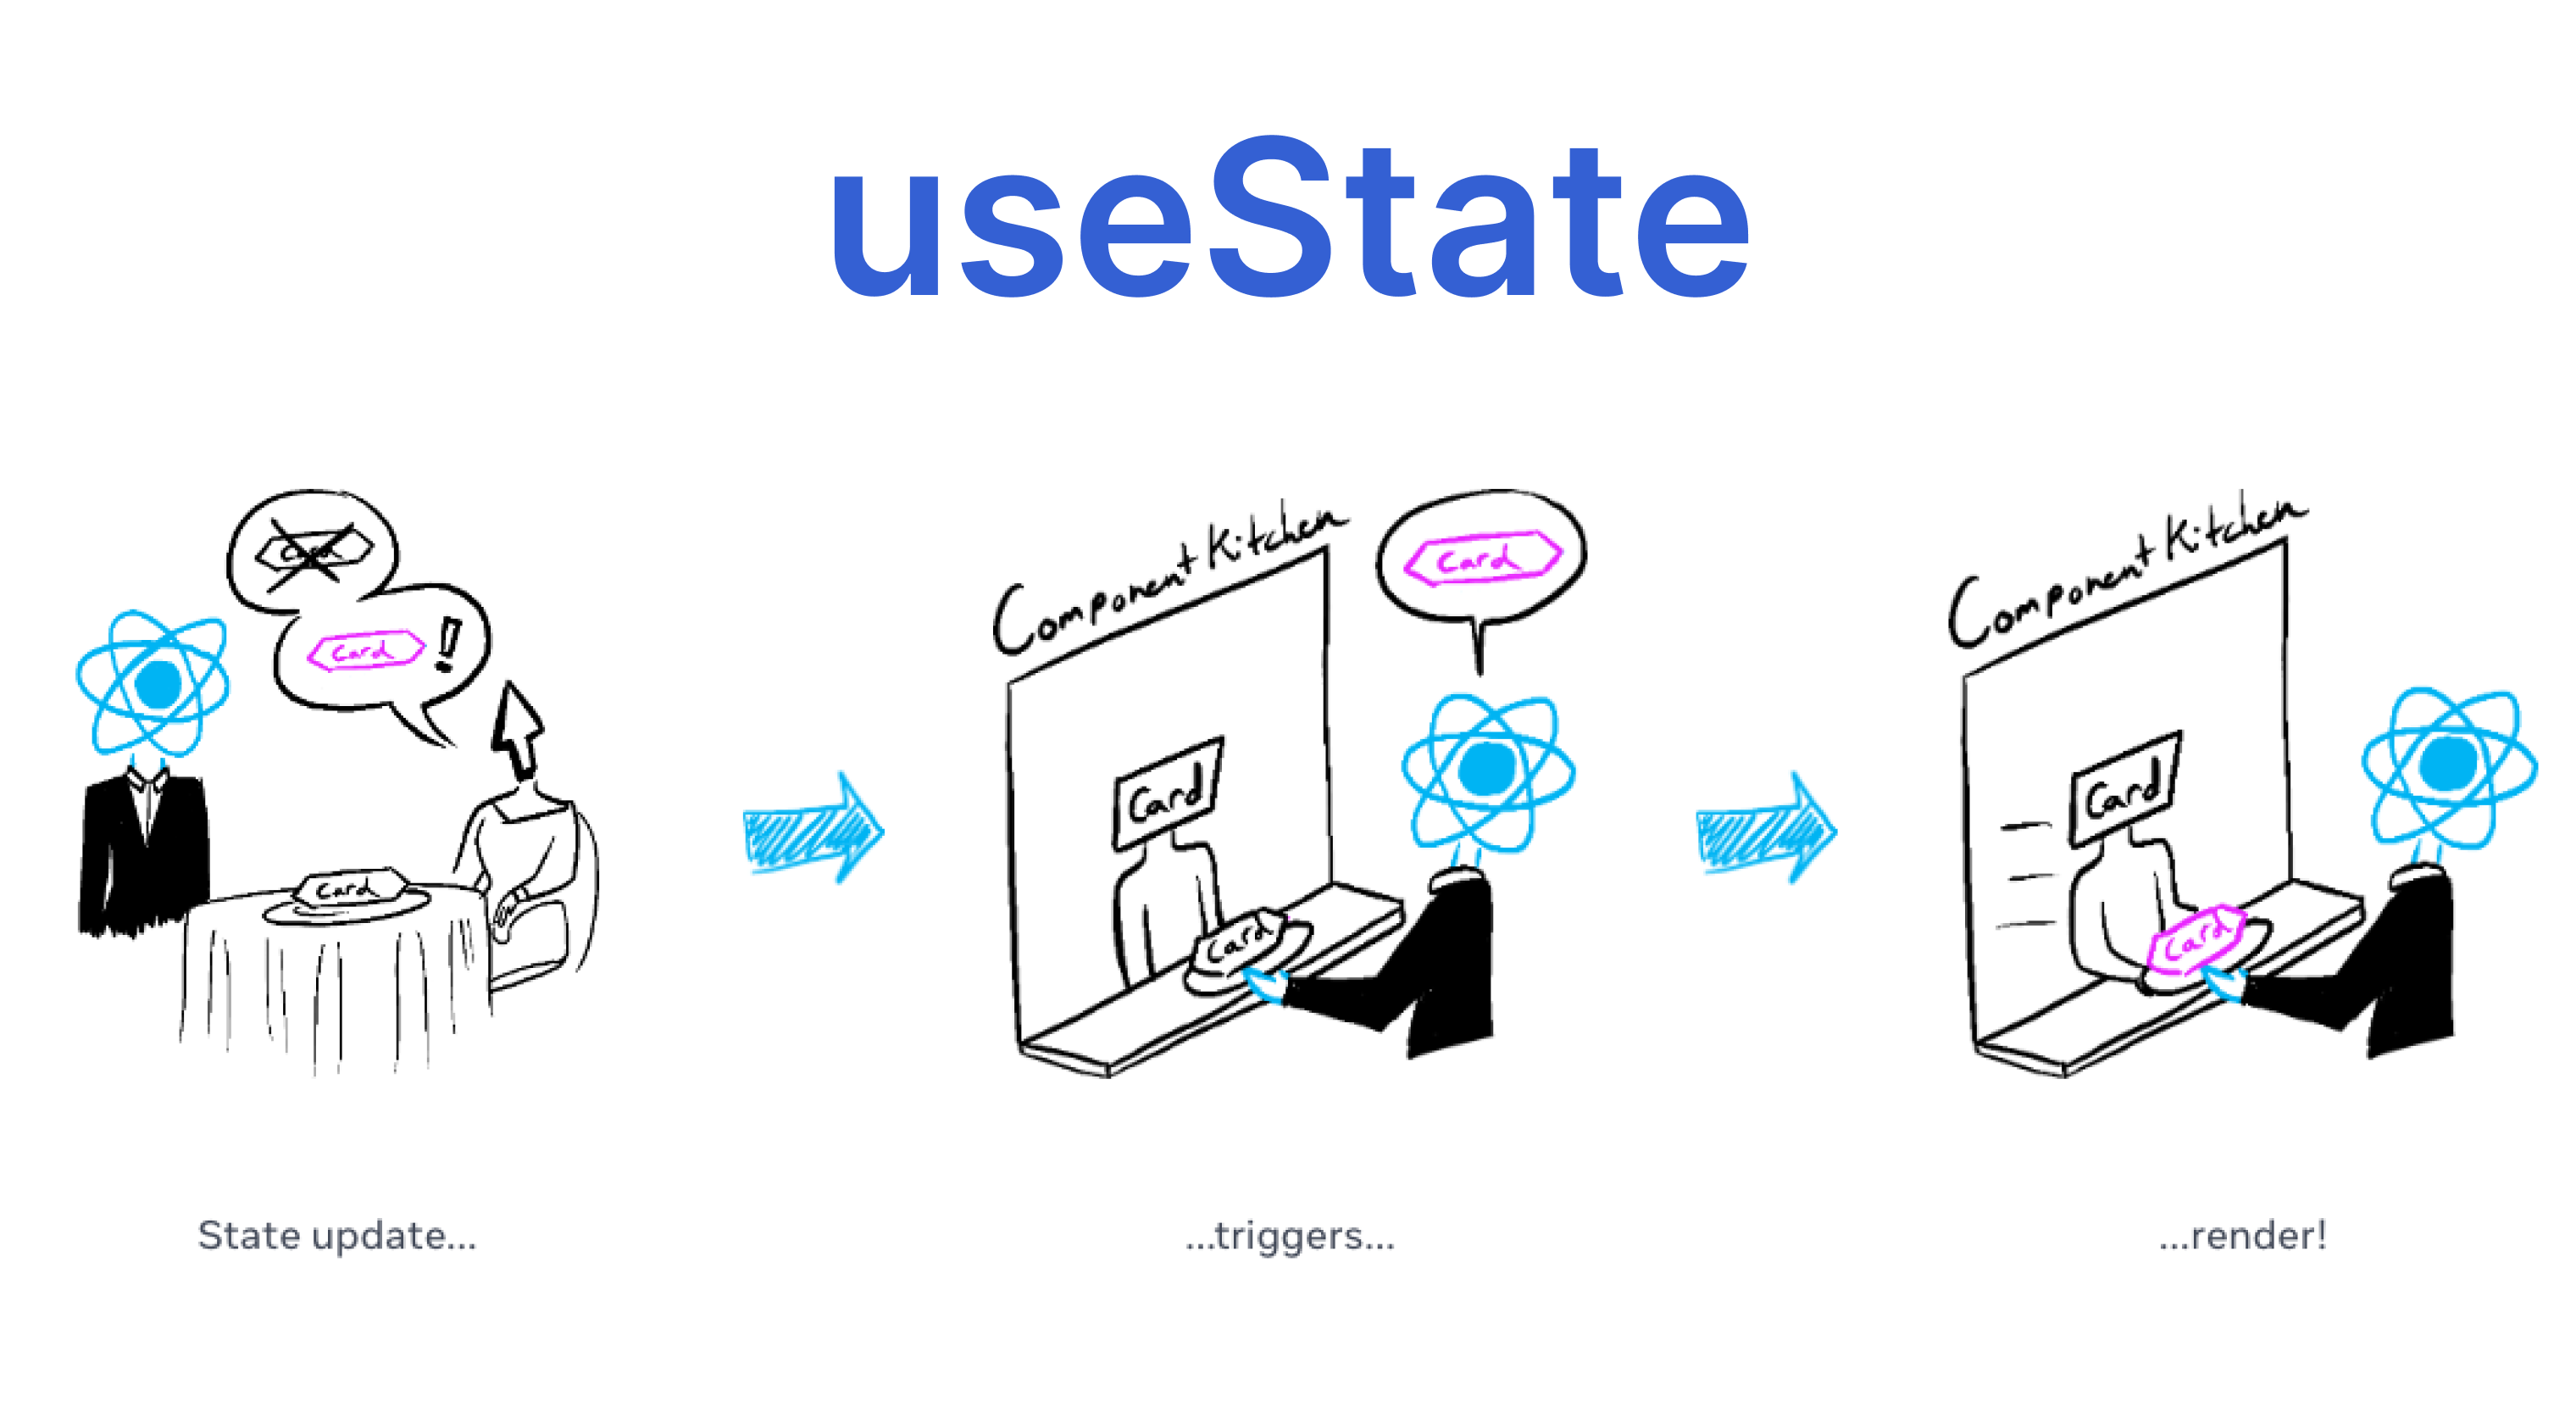 useState
Card
Card !
Card
Component Kitchen
Card
Card
Card
Component Kitchen
Card
Card
State update...
...triggers...
...render!